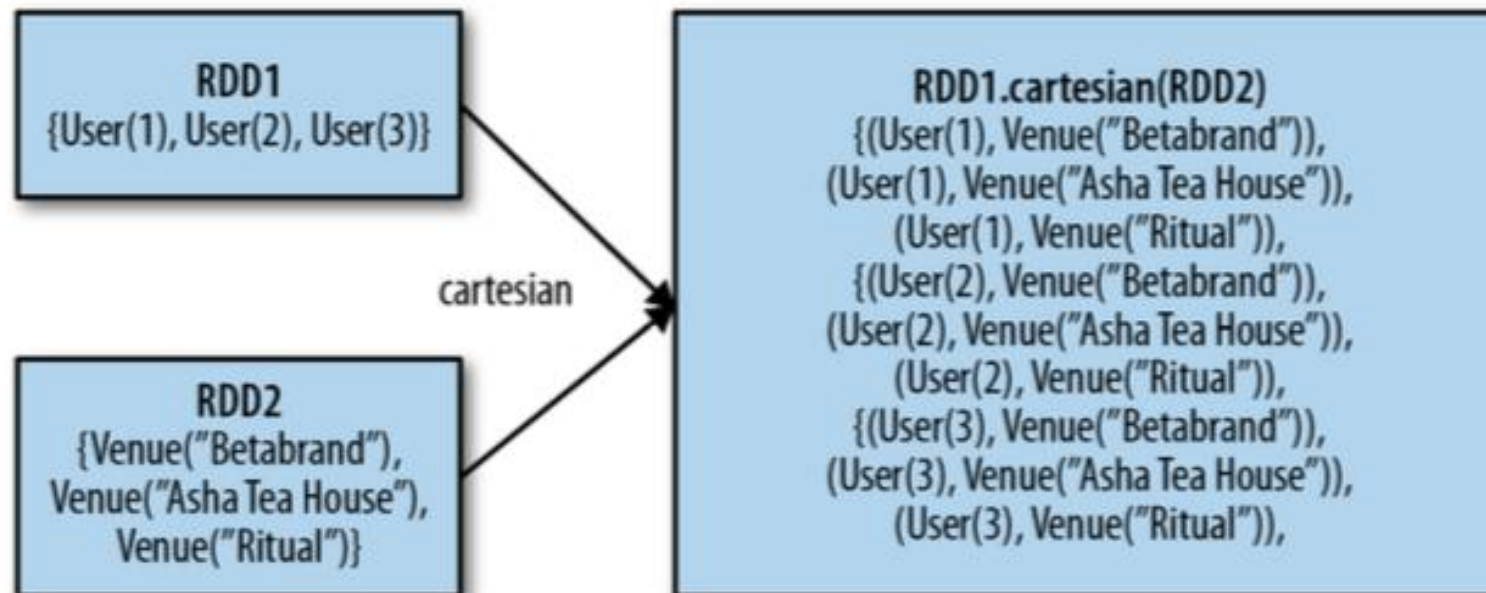 RDD1
{User(1), User(2), User(3)}
cartesian
RDD2
{Venue("Betabrand"),
Venue("Asha Tea House"),
Venue("Ritual")}
RDD1.cartesian(RDD2)
{(User(1), Venue("Betabrand")),
(User(1), Venue("Asha Tea House")),
(User(1), Venue("Ritual")),
{(User(2), Venue("Betabrand")),
(User(2), Venue("Asha Tea House")),
(User(2), Venue("Ritual")),
{(User(3), Venue("Betabrand")),
(User(3), Venue("Asha Tea House")),
(User(3), Venue("Ritual")),